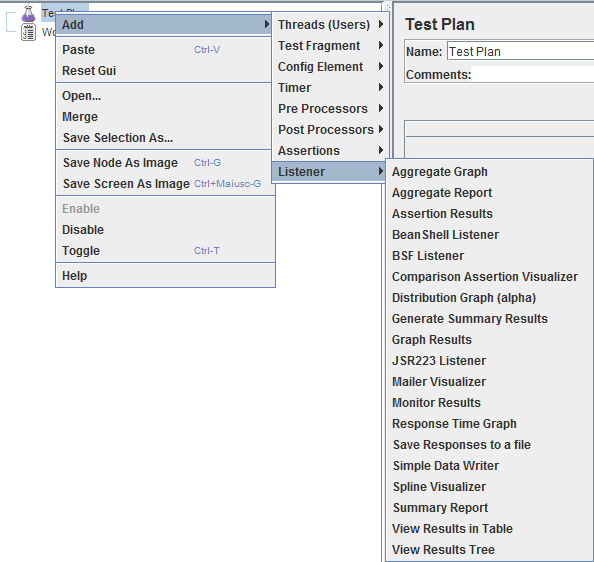 Test Plan
Add
Paste Ctrl-V
Reset Gui
Open...
Merge
Save Selection As...
Save Node As Image Ctrl-G
Save Screen As Image Ctrl+Maiusc-G
Enable
Disable
Toggle Ctrl-T
Help
Threads (Users)
Test Fragment
Config Element
Timer
Pre Processors
Post Processors
Assertions
Listener
Aggregate Graph
Aggregate Report
Assertion Results
BeanShell Listener
BSF Listener
Comparison Assertion Visualizer
Distribution Graph (alpha)
Generate Summary Results
Graph Results
JSR223 Listener
Mailer Visualizer
Monitor Results
Response Time Graph
Save Responses to a file
Simple Data Writer
Spline Visualizer
Summary Report
View Results in Table
View Results Tree
Test Plan
Name: Test Plan
Comments: